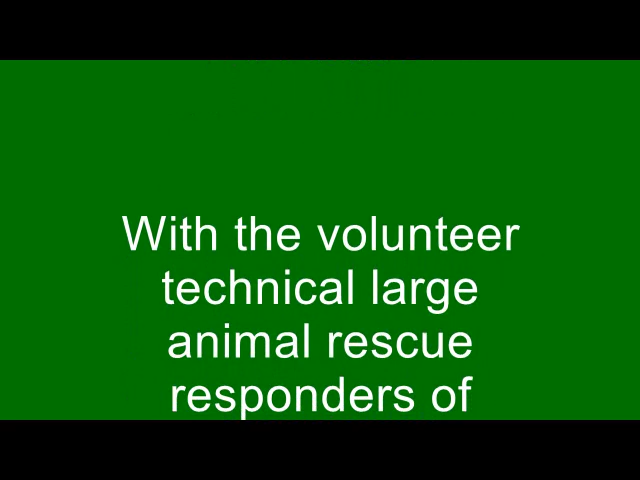 With the volunteer
technical large
animal rescue
responders of